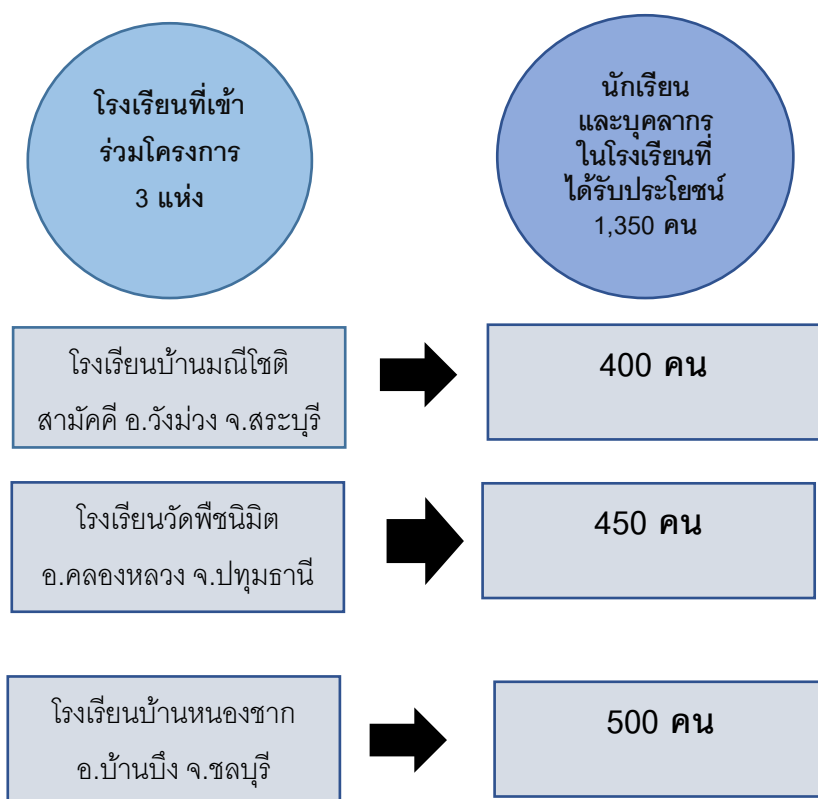 โรงเรียนที่เข้า
ร่วมโครงการ
3 แห่ง
นักเรียน
และบุคลากร
ในโรงเรียนที่
ได้รับประโยชน์
1,350 คน
โรงเรียนบ้านมณีโชติ
สามัคคี อ.วังม่วง จ.สระบุรี
400 คน
โรงเรียนวัดพืชนิมิต
อ.คลองหลวง จ.ปทุมธานี
450 คน
โรงเรียนบ้านหนองชาก
อ.บ้านบึง จ.ชลบุรี
500 คน